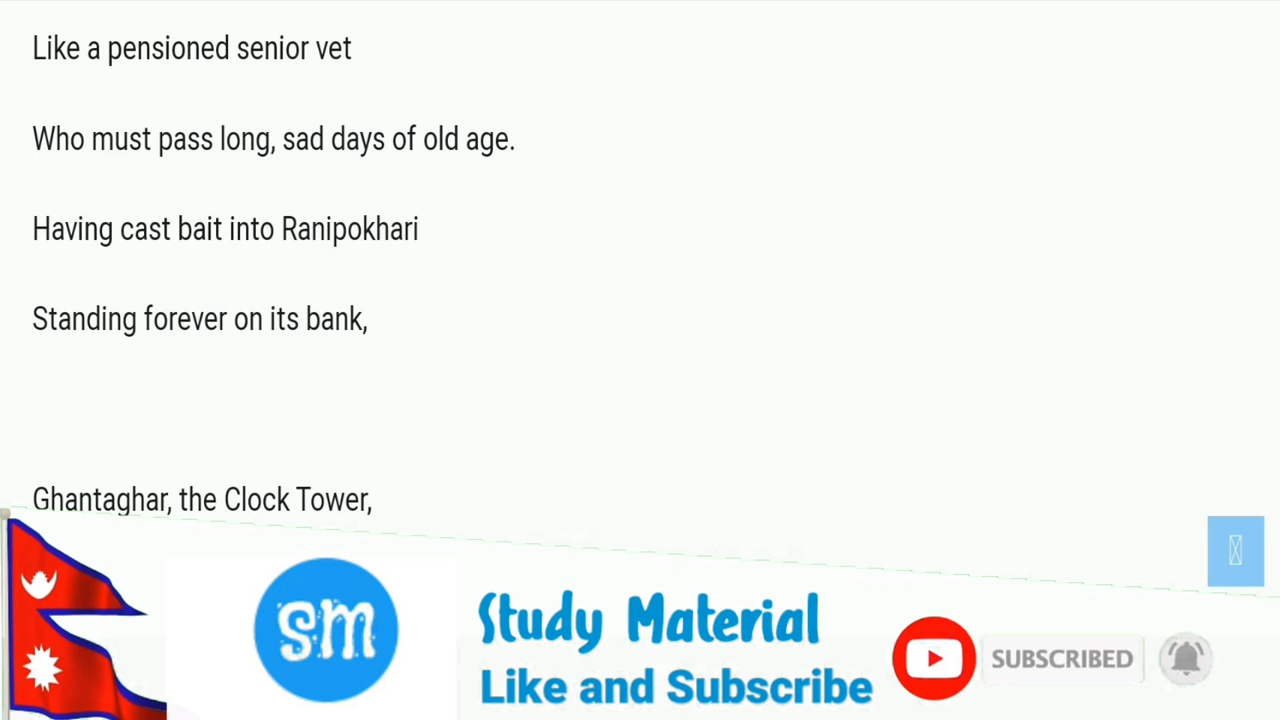 Like a pensioned senior vet
Who must pass long, sad days of old age.
Having cast bait into Ranipokhari
Standing forever on its bank,
Ghantaghar, the Clock Tower,
sm
Study Material
Like and Subscribe
SUBSCRIBED